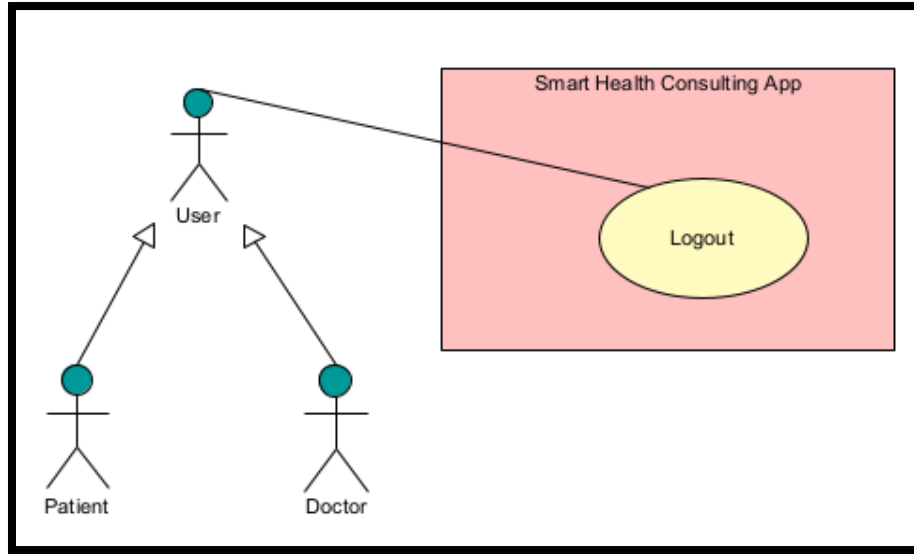 Smart Health Consulting App
User
Logout
Patient
Doctor